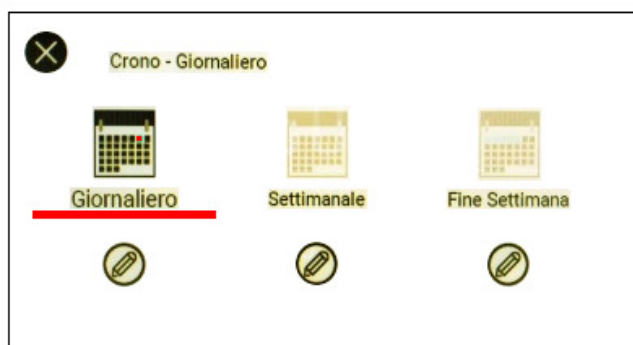 Crono - Giornaliero
Giornaliero
Settimanale
Fine Settimana